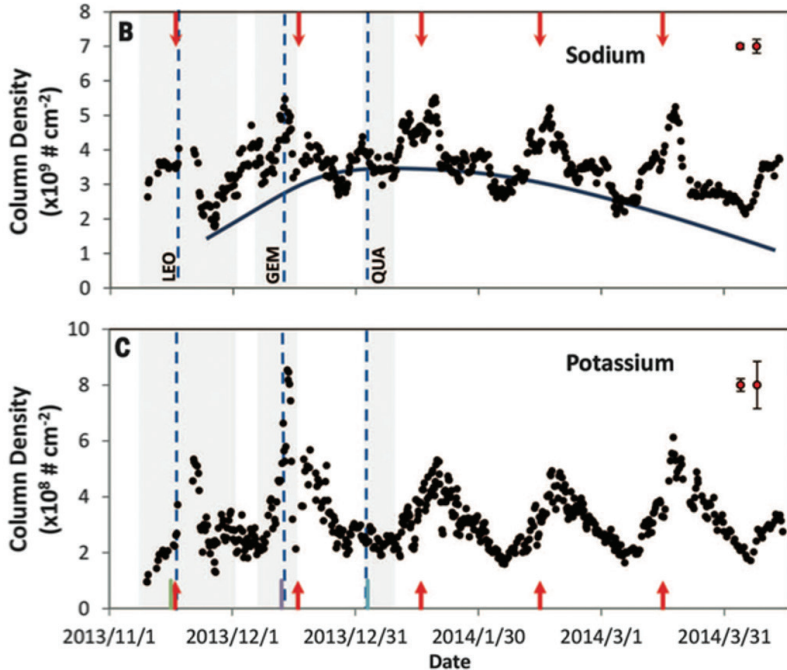 B
Sodium
8
7
6
5
4
3
2
1
0
Column Density
(x10⁹ # cm⁻²)
LEO
GEM
QUA
C
Potassium
10
8
6
4
2
0
Column Density
(x10⁸ # cm⁻²)
2013/11/1 2013/12/1 2013/12/31 2014/1/30 2014/3/1 2014/3/31
Date